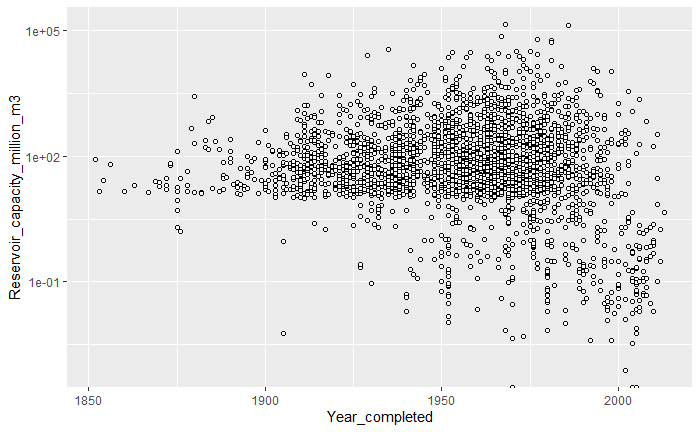 Reservoir_capacity_million_m3
1e+05
1e+02
1e-01
1850
1900
1950
2000
Year_completed